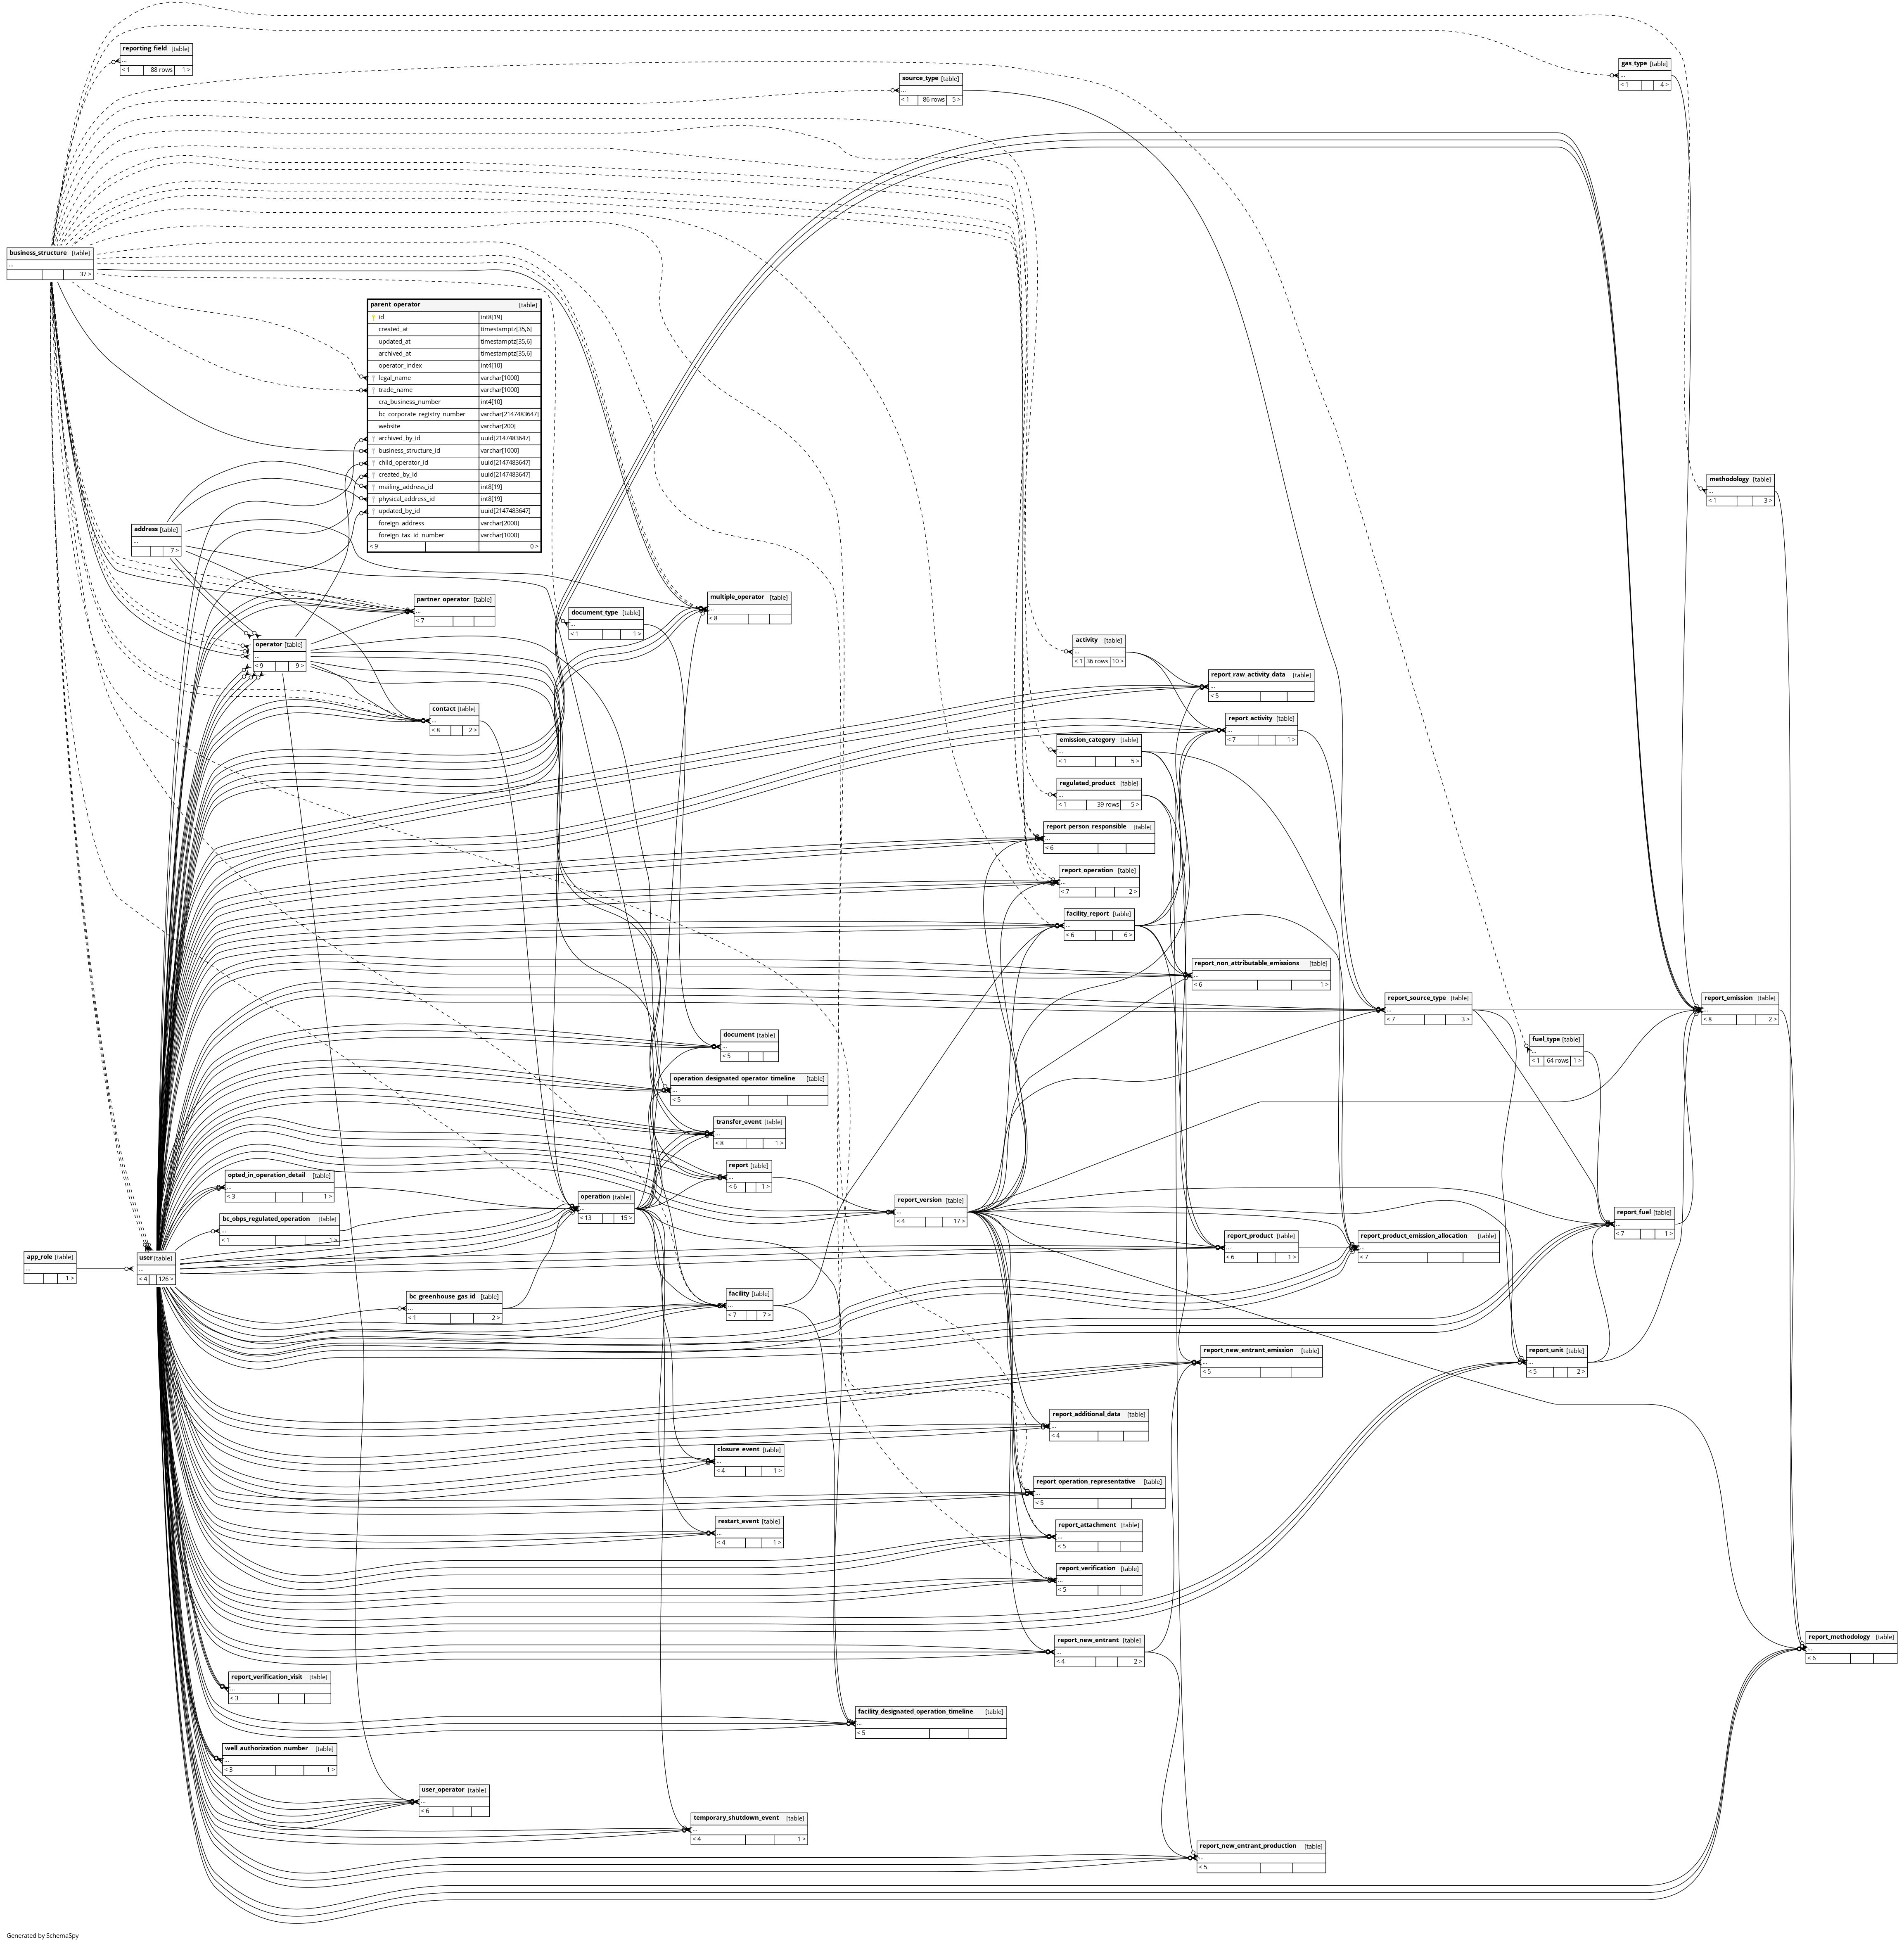 reporting_field [table]
...
< 1 88 rows 1 >
source_type [table]
...
< 1 86 rows 5 >
gas_type [table]
...
< 1 4 >
business_structure [table]
...
37 >
parent_operator [table]
id int8[19]
created_at timestamptz[35,6]
updated_at timestamptz[35,6]
archived_at timestamptz[35,6]
operator_index int4[10]
legal_name varchar[1000]
trade_name varchar[1000]
cra_business_number int4[10]
bc_corporate_registry_number varchar[2147483647]
website varchar[200]
archived_by_id uuid[2147483647]
business_structure_id varchar[1000]
child_operator_id uuid[2147483647]
created_by_id uuid[2147483647]
mailing_address_id int8[19]
physical_address_id int8[19]
updated_by_id uuid[2147483647]
foreign_address varchar[2000]
foreign_tax_id_number varchar[1000]
< 9 0 >
methodology [table]
...
< 1 3 >
address [table]
...
7 >
partner_operator [table]
...
< 7
document_type [table]
...
< 1 1 >
multiple_operator [table]
...
< 8
operator [table]
...
< 9 9 >
activity [table]
...
< 1 36 rows 10 >
report_raw_activity_data [table]
...
< 5
contact [table]
...
< 8 2 >
report_activity [table]
...
< 7 1 >
emission_category [table]
...
< 1 5 >
regulated_product [table]
...
< 1 39 rows 5 >
report_person_responsible [table]
...
< 6
report_operation [table]
...
< 7 2 >
facility_report [table]
...
< 6 6 >
report_non_attributable_emissions [table]
...
< 6 1 >
report_source_type [table]
...
< 7 3 >
report_emission [table]
...
< 8 2 >
document [table]
...
< 5
fuel_type [table]
...
< 1 64 rows 1 >
operation_designated_operator_timeline [table]
...
< 5
transfer_event [table]
...
< 8 1 >
report [table]
...
< 6 1 >
opted_in_operation_detail [table]
...
< 3 1 >
operation [table]
...
< 13 15 >
report_version [table]
...
< 4 17 >
report_fuel [table]
...
< 7 1 >
bc_obps_regulated_operation [table]
...
< 1 1 >
report_product [table]
...
< 6 1 >
report_product_emission_allocation [table]
...
< 7
app_role [table]
...
1 >
user [table]
...
< 4 126 >
bc_greenhouse_gas_id [table]
...
< 1 2 >
facility [table]
...
< 7 7 >
report_new_entrant_emission [table]
...
< 5
report_unit [table]
...
< 5 2 >
report_additional_data [table]
...
< 4
closure_event [table]
...
< 4 1 >
report_operation_representative [table]
...
< 5
restart_event [table]
...
< 4 1 >
report_attachment [table]
...
< 5
report_verification [table]
...
< 5
report_new_entrant [table]
...
< 4 2 >
report_methodology [table]
...
< 6
report_verification_visit [table]
...
< 3
facility_designated_operation_timeline [table]
...
< 5
well_authorization_number [table]
...
< 3 1 >
user_operator [table]
...
< 6
temporary_shutdown_event [table]
...
< 4 1 >
report_new_entrant_production [table]
...
< 5
Generated by SchemaSpy